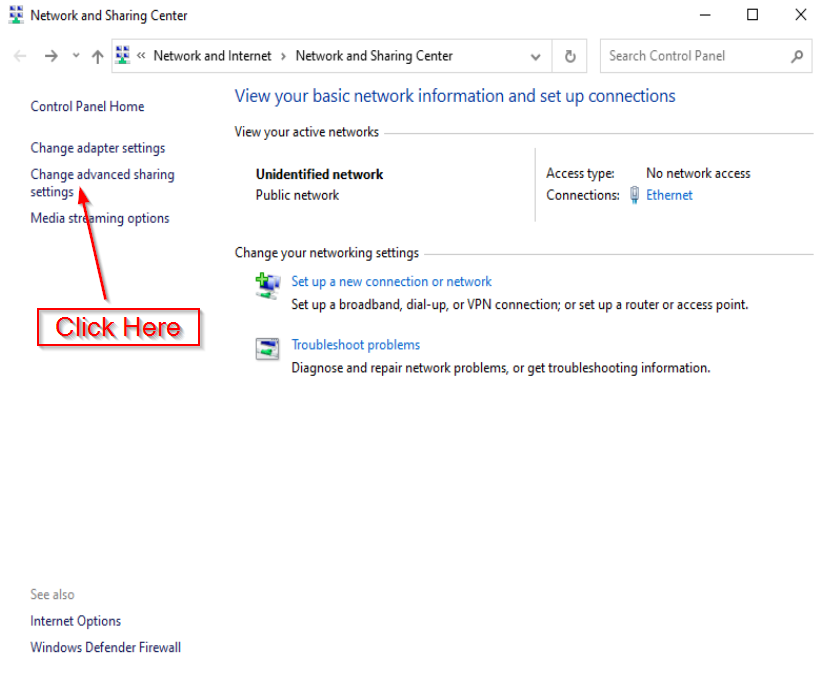 Network and Sharing Center
« Network and Internet › Network and Sharing Center
Search Control Panel
Control Panel Home
Change adapter settings
Change advanced sharing
settings
Media streaming options
Click Here
View your basic network information and set up connections
View your active networks
Unidentified network
Public network
Access type: No network access
Connections: Ethernet
Change your networking settings
Set up a new connection or network
Set up a broadband, dial-up, or VPN connection; or set up a router or access point.
Troubleshoot problems
Diagnose and repair network problems, or get troubleshooting information.
See also
Internet Options
Windows Defender Firewall